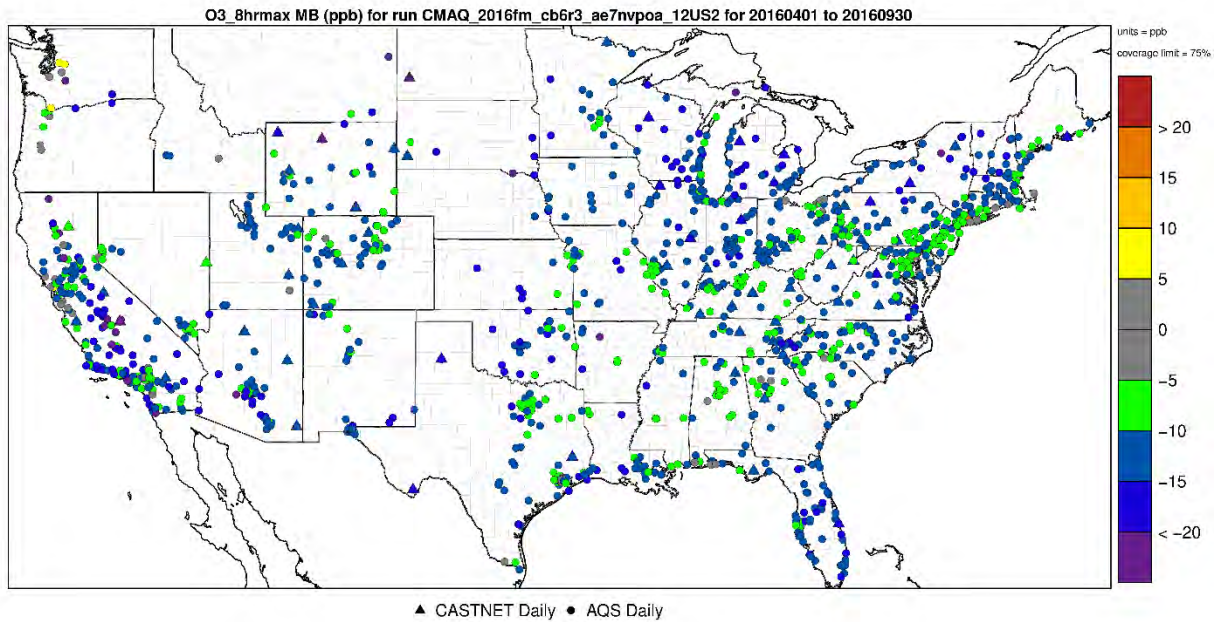 O3_8hrmax MB (ppb) for run CMAQ_2016fm_cb6r3_ae7nvpoa_12US2 for 20160401 to 20160930
units = ppb
coverage limit = 75%
> 20
15
10
5
0
−5
−10
−15
< −20
▲ CASTNET Daily ● AQS Daily